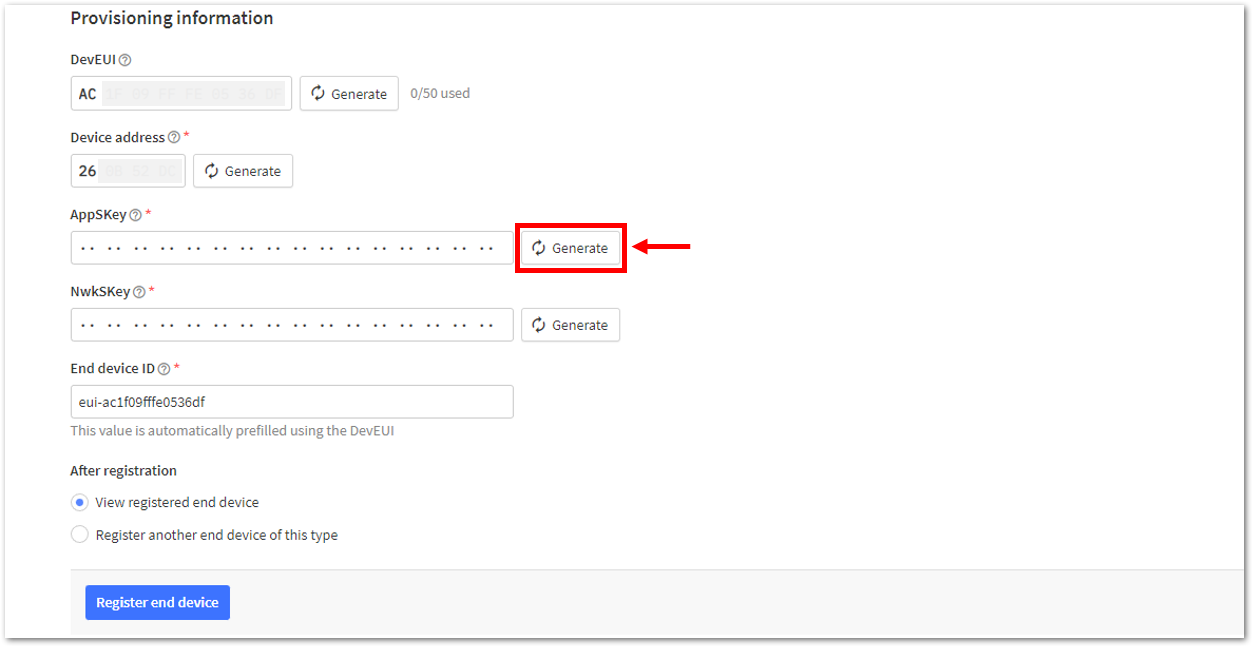 Provisioning information
DevEUI
AC
Generate
0/50 used
Device address *
26
Generate
AppSKey *
·· ·· ·· ·· ·· ·· ·· ·· ·· ·· ·· ·· ·· ·· ·· ··
Generate
NwkSKey *
·· ·· ·· ·· ·· ·· ·· ·· ·· ·· ·· ·· ·· ·· ·· ··
Generate
End device ID *
eui-ac1f09fffe0536df
This value is automatically prefilled using the DevEUI
After registration
View registered end device
Register another end device of this type
Register end device